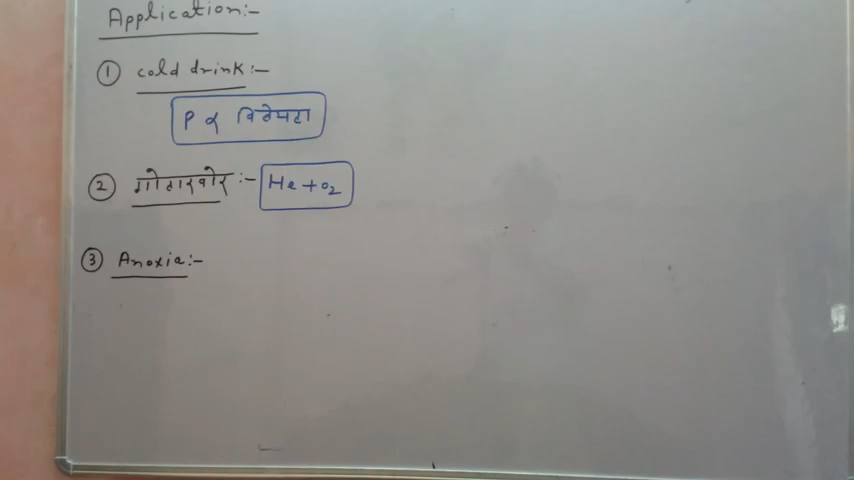 Application:-
① cold drink:-
P ∝ विलेयता
② गोताखोर:- He + O₂
③ Anoxia:-